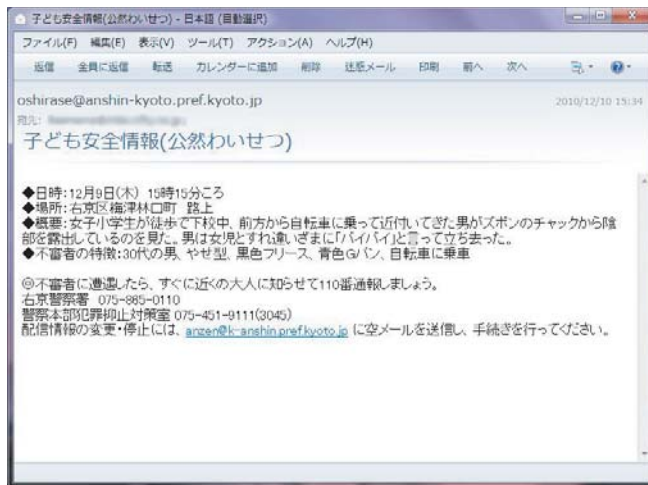 子ども安全情報(公然わいせつ) - 日本語 (自動選択)
ファイル(F) 編集(E) 表示(V) ツール(T) アクション(A) ヘルプ(H)
返信 全員に返信 転送 カレンダーに追加 削除 迷惑メール 印刷 前へ 次へ
oshirase@anshin-kyoto.pref.kyoto.jp 2010/12/10 15:34
宛先:
子ども安全情報(公然わいせつ)
◆日時:12月9日(木) 15時15分ころ
◆場所:右京区梅津林口町 路上
◆概要:女子小学生が徒歩で下校中、前方から自転車に乗って近付いてきた男がズボンのチャックから陰
部を露出しているのを見た。男は女児とすれ違いざまに「バイバイ」と言って立ち去った。
◆不審者の特徴:30代の男、やせ型、黒色フリース、青色Gパン、自転車に乗車
◎不審者に遭遇したら、すぐに近くの大人に知らせて110番通報しましょう。
右京警察署 075-865-0110
警察本部犯罪抑止対策室 075-451-9111(3045)
配信情報の変更・停止には、anzen@k-anshin.pref.kyoto.jp に空メールを送信し、手続きを行ってください。